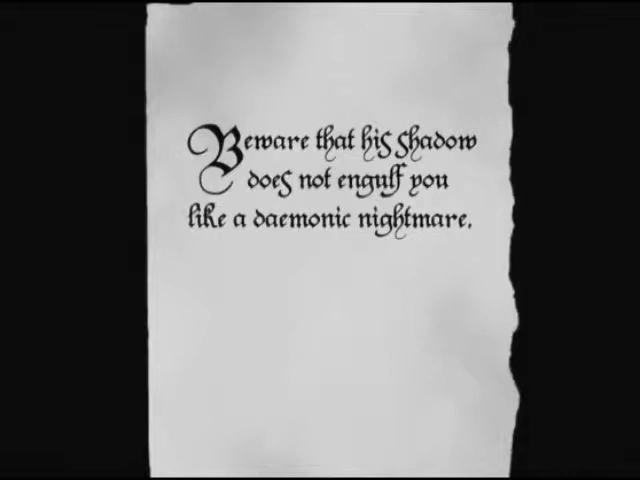 Beware that his shadow
does not engulf you
like a daemonic nightmare.